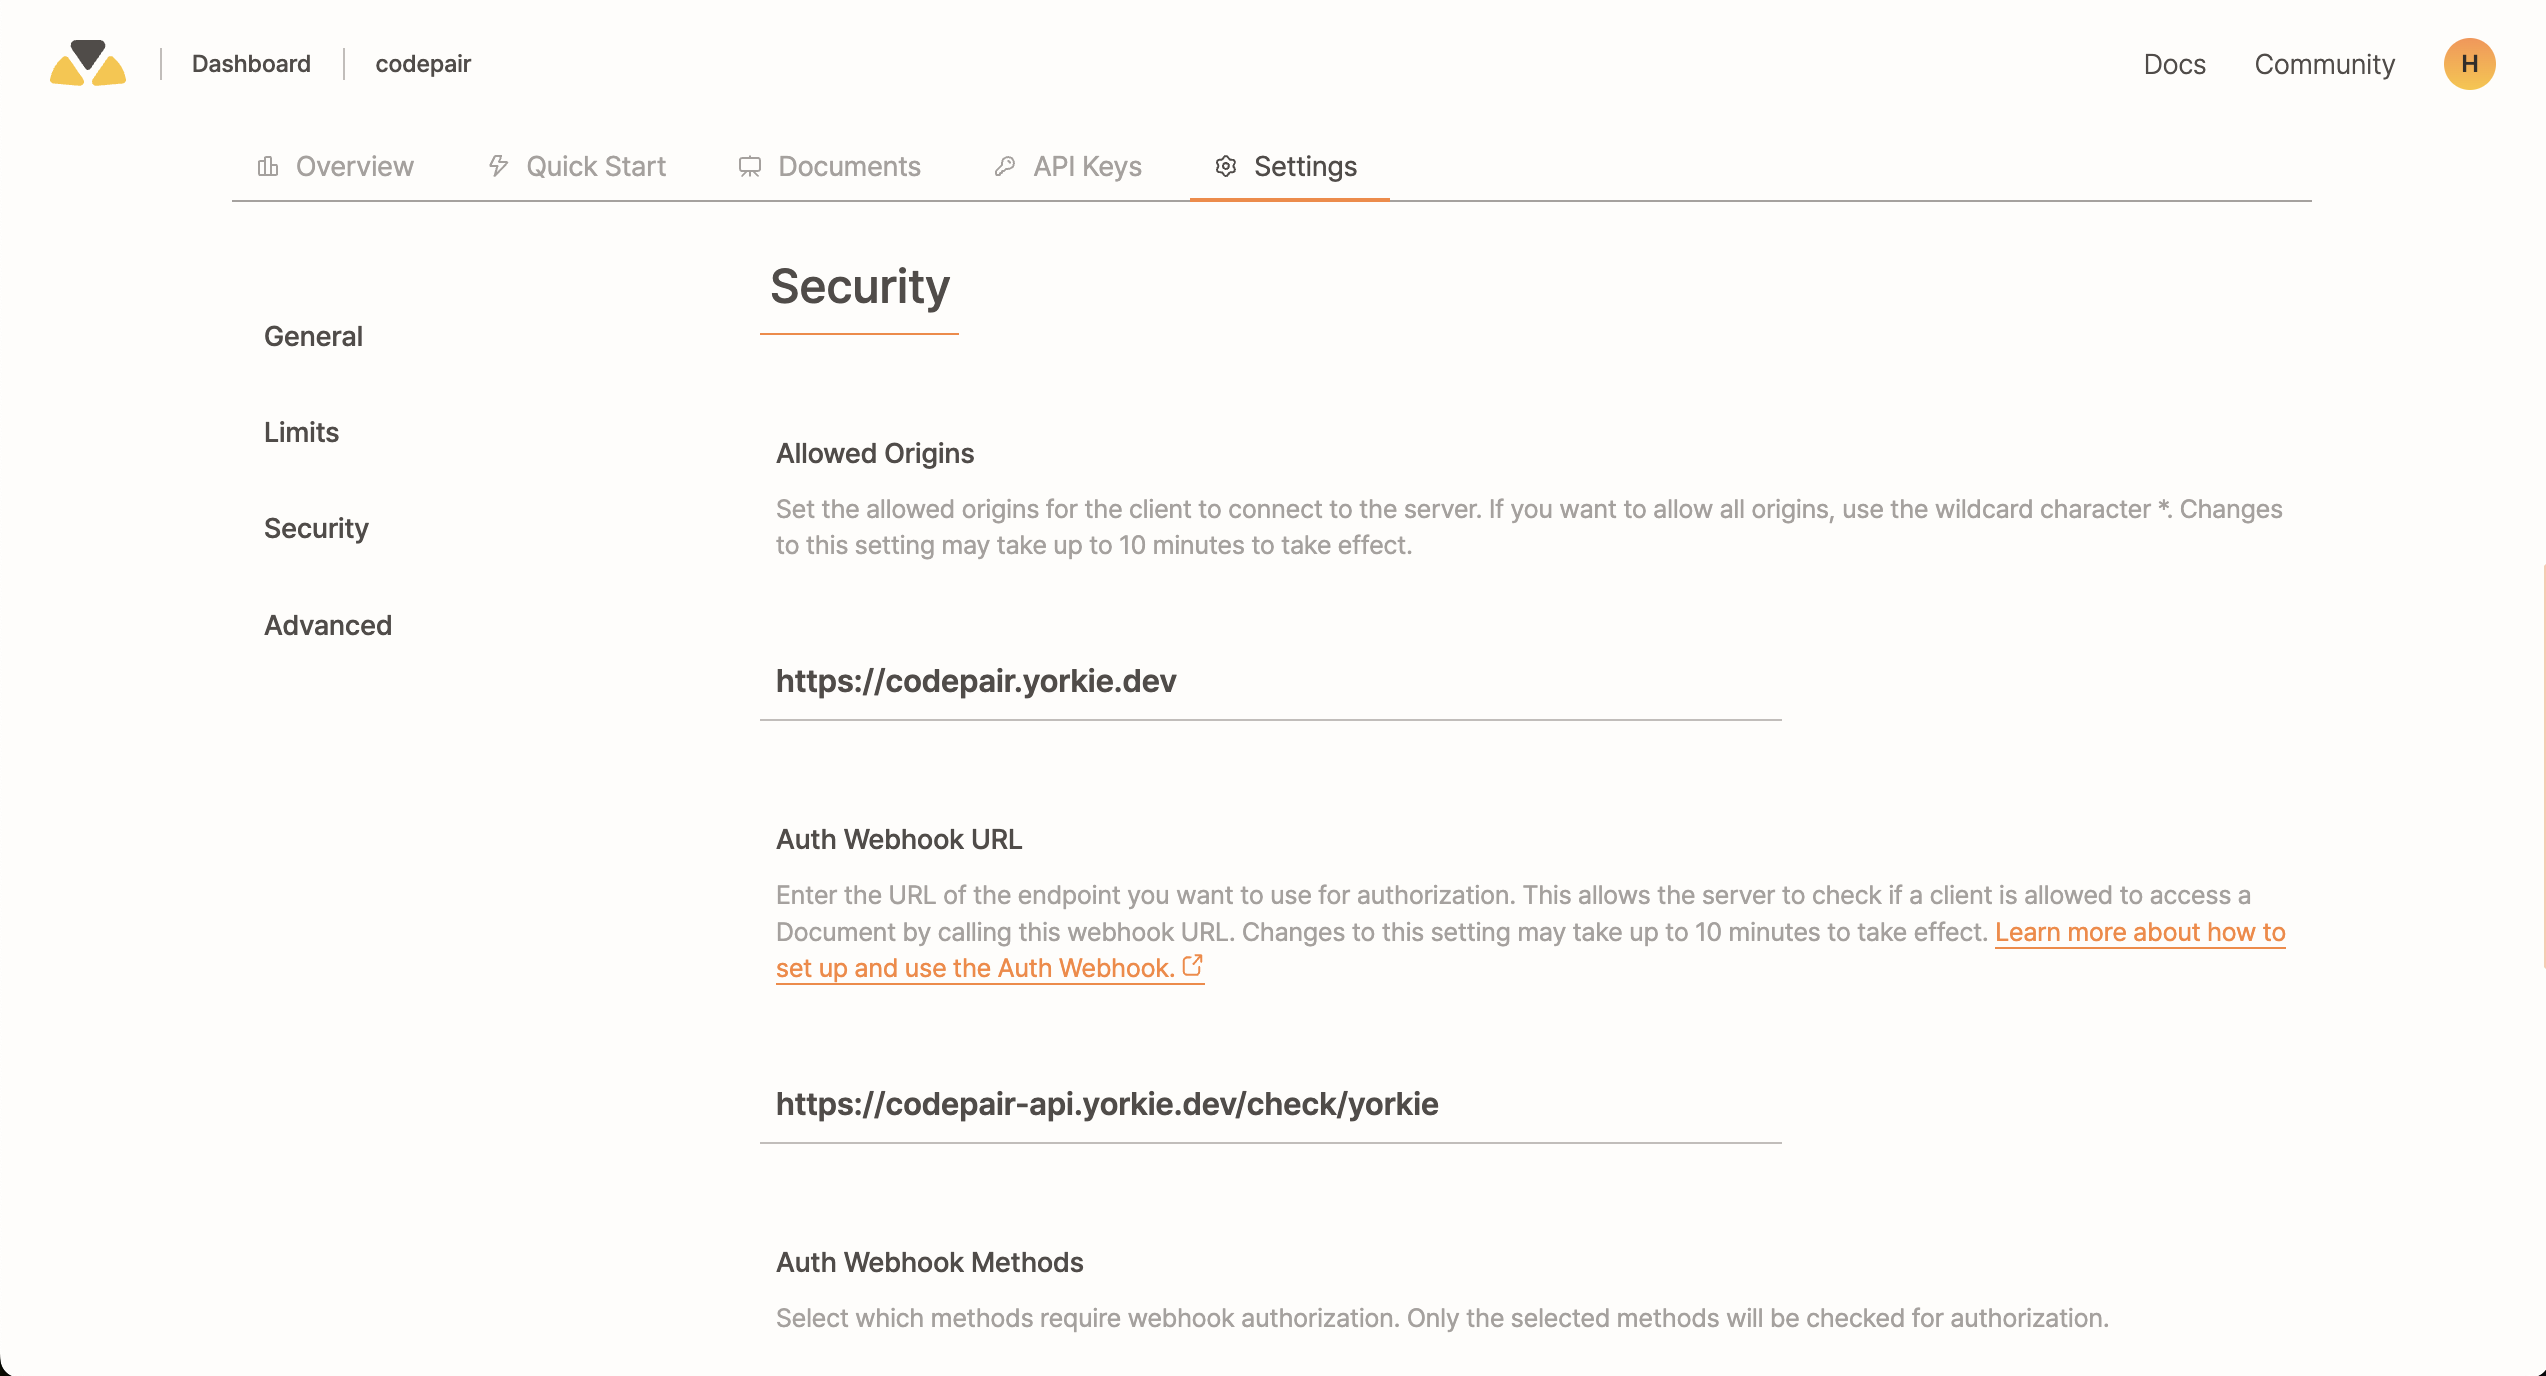 Dashboard codepair Docs Community H
Overview Quick Start Documents API Keys Settings
General
Limits
Security
Advanced
Security
Allowed Origins
Set the allowed origins for the client to connect to the server. If you want to allow all origins, use the wildcard character *. Changes
to this setting may take up to 10 minutes to take effect.
https://codepair.yorkie.dev
Auth Webhook URL
Enter the URL of the endpoint you want to use for authorization. This allows the server to check if a client is allowed to access a
Document by calling this webhook URL. Changes to this setting may take up to 10 minutes to take effect. Learn more about how to
set up and use the Auth Webhook.
https://codepair-api.yorkie.dev/check/yorkie
Auth Webhook Methods
Select which methods require webhook authorization. Only the selected methods will be checked for authorization.